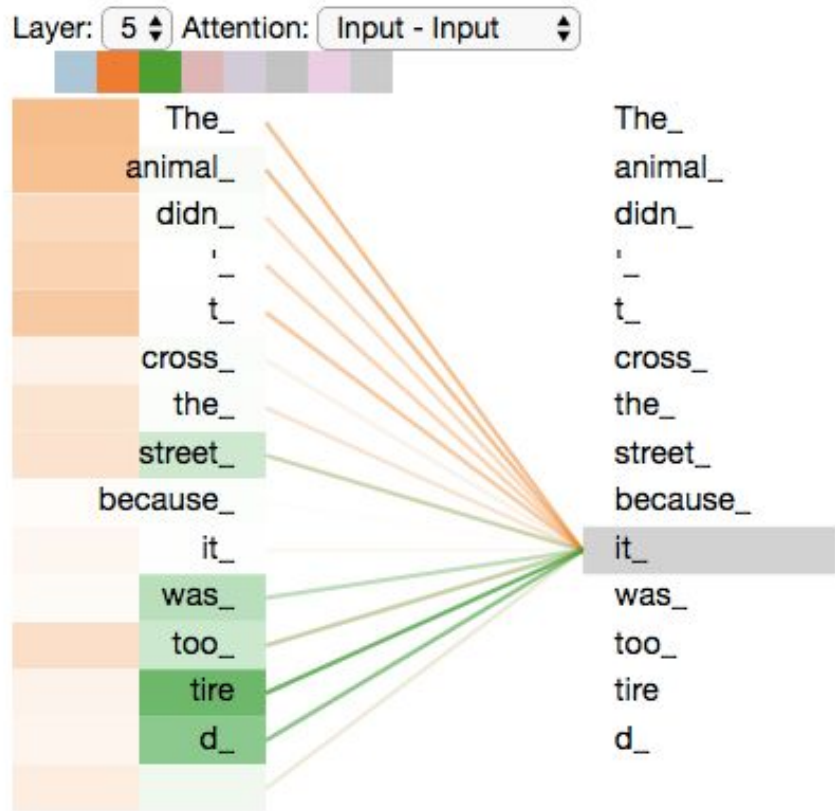 Layer: 5 Attention: Input - Input
The_ The_
animal_ animal_
didn_ didn_
'_ '_
t_ t_
cross_ cross_
the_ the_
street_ street_
because_ because_
it_ it_
was_ was_
too_ too_
tire tire
d_ d_